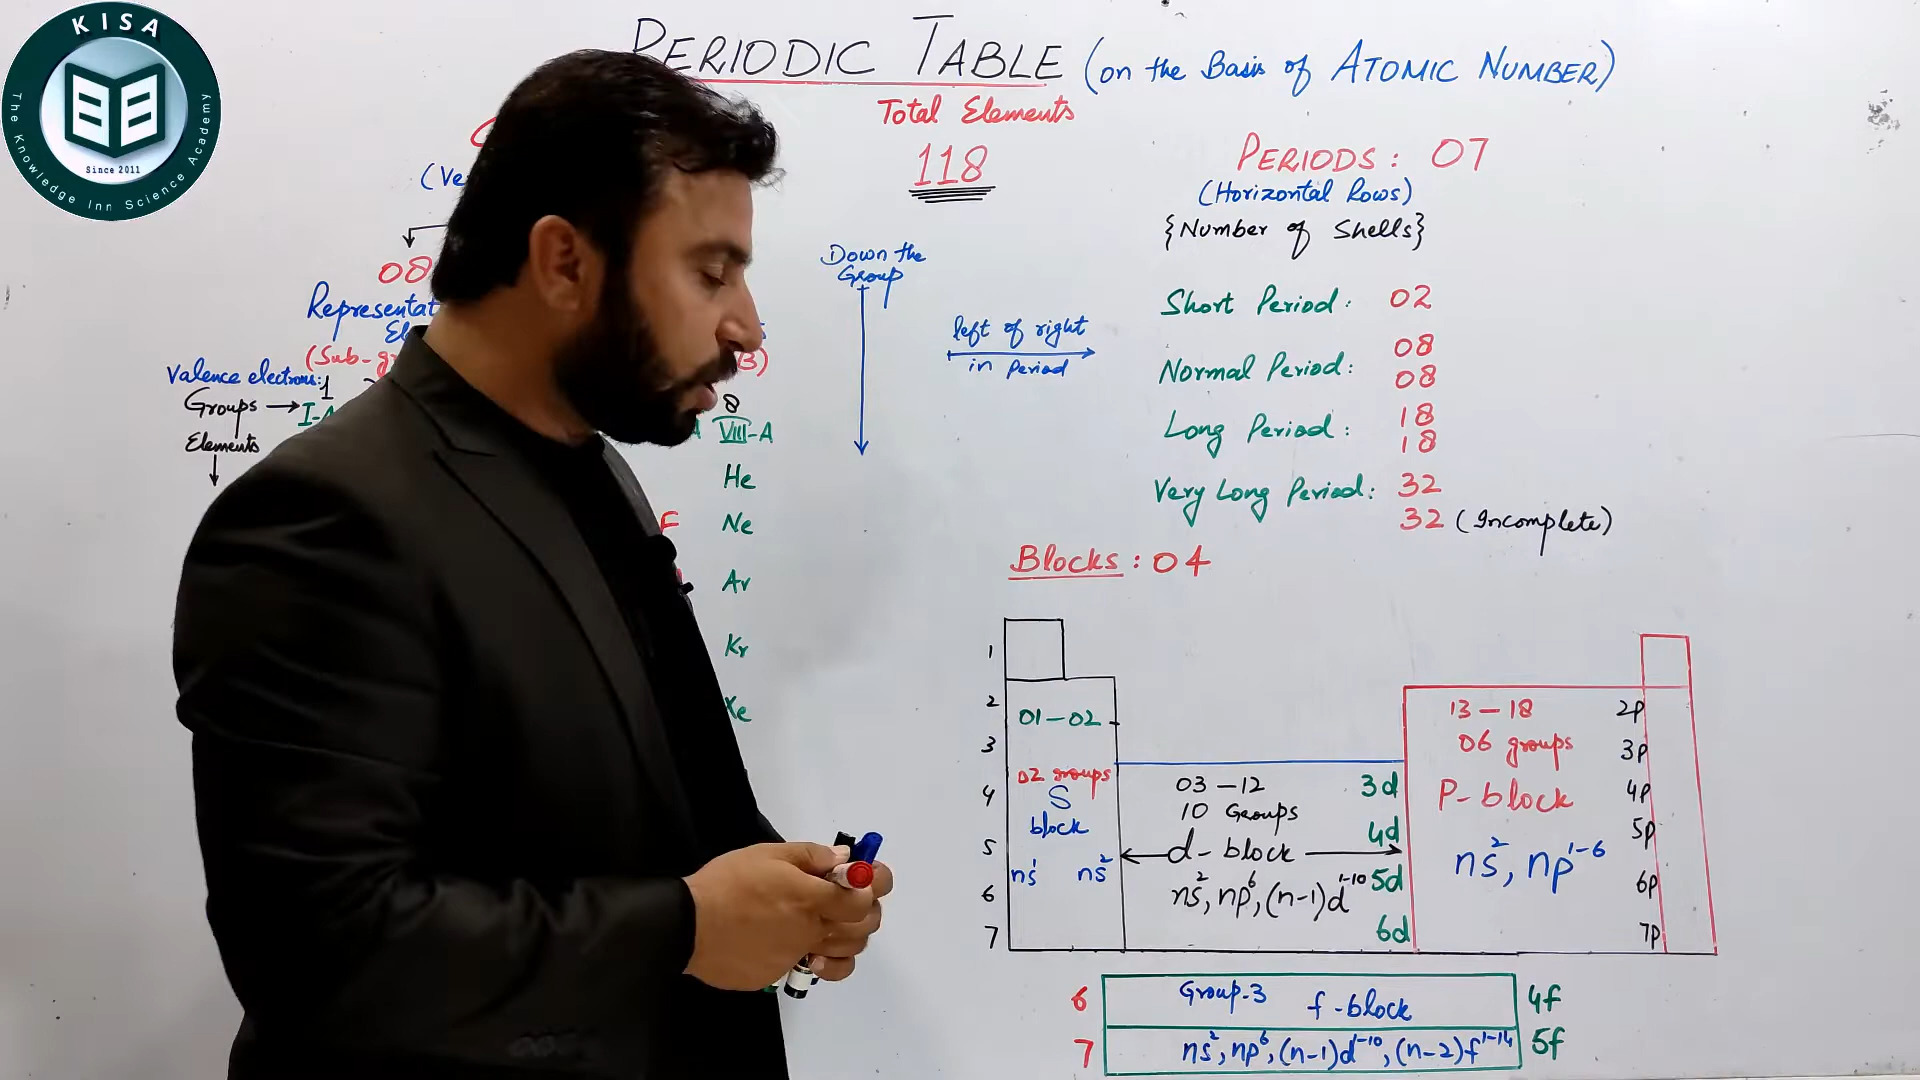 KISA
Since 2011
The Knowledge Inn Science Academy
PERIODIC TABLE (on the Basis of ATOMIC NUMBER)
Total Elements
118
(Ve
08
Representat
El
(Sub-gr
B)
Valence electrons: 1
8
Groups → I-A
A VIII-A
Elements
He
F Ne
Ar
Kr
Xe
Down the
Group
left of right
in Period
PERIODS: 07
(Horizontal Rows)
{Number of Shells}
Short Period: 02
Normal Period: 08
08
Long Period: 18
18
Very Long Period: 32
32 (Incomplete)
Blocks: 04
1
2
3
4
5
6
7
01-02
02 groups
S
block
ns1 ns2
03-12
10 Groups
d-block
ns2, np6, (n-1)d1-10
3d
4d
5d
6d
13-18
06 groups
P-block
ns2, np1-6
2p
3p
4p
5p
6p
7p
6 Group-3 f-block 4f
7 ns2, np6, (n-1)d1-10, (n-2)f1-14 5f